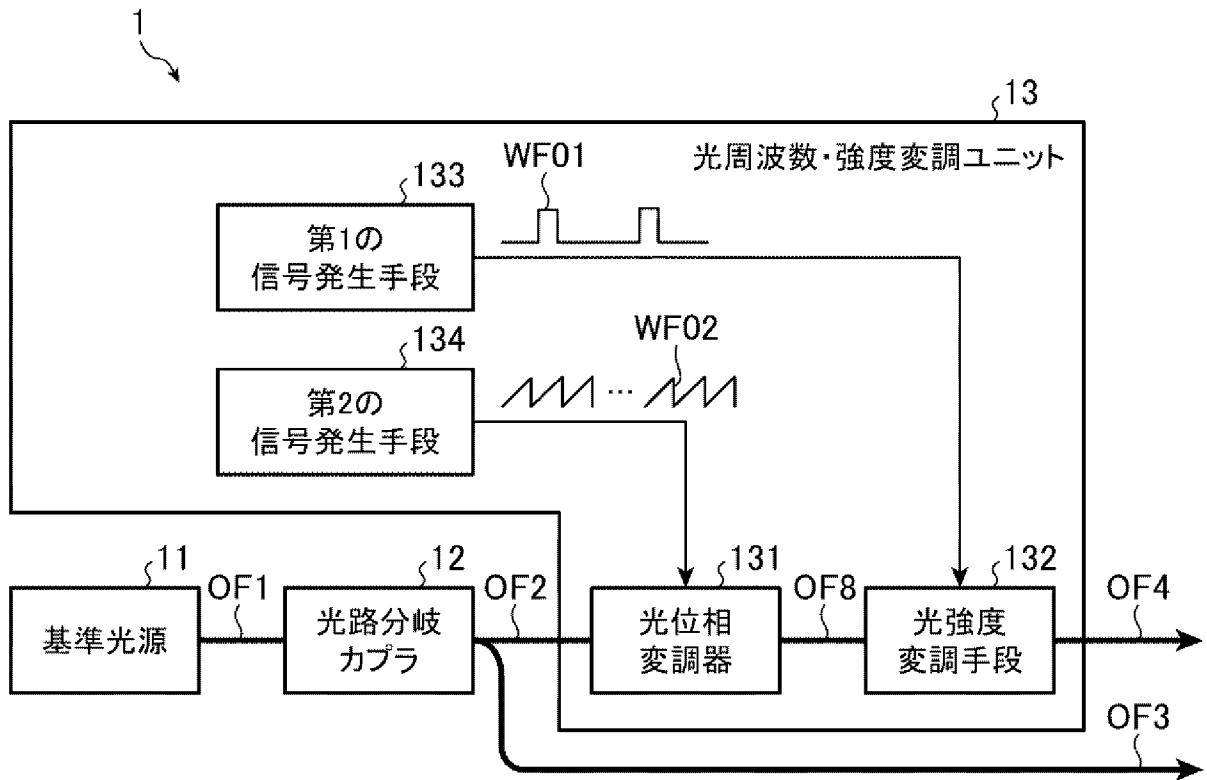 1
13
光周波数・強度変調ユニット
WF01
133
第1の
信号発生手段
134
WF02
…
第2の
信号発生手段
11
OF1
12
OF2
131
OF8
132
OF4
基準光源
光路分岐
カプラ
光位相
変調器
光強度
変調手段
OF3